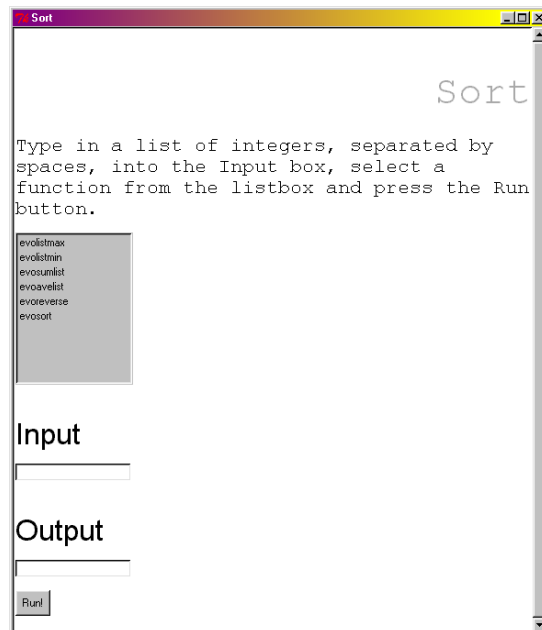 Sort
Sort
Type in a list of integers, separated by
spaces, into the Input box, select a
function from the listbox and press the Run
button.
evolistmax
evolistmin
evosumlist
evoavelist
evoreverse
evosort
Input
Output
Run!